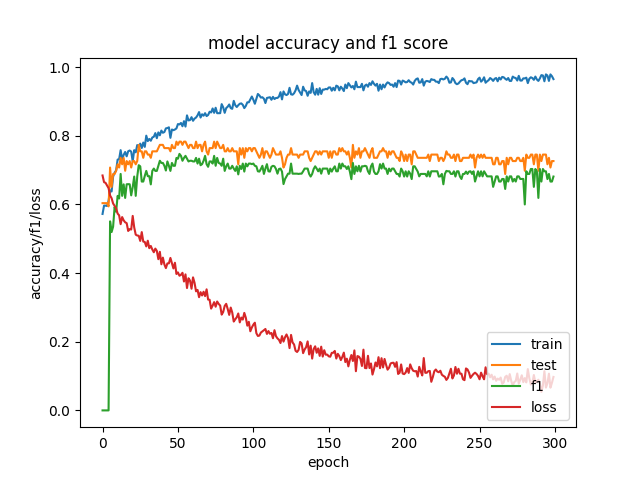 model accuracy and f1 score
1.0
0.8
0.6
0.4
0.2
0.0
accuracy/f1/loss
0
50
100
150
200
250
300
epoch
train
test
f1
loss